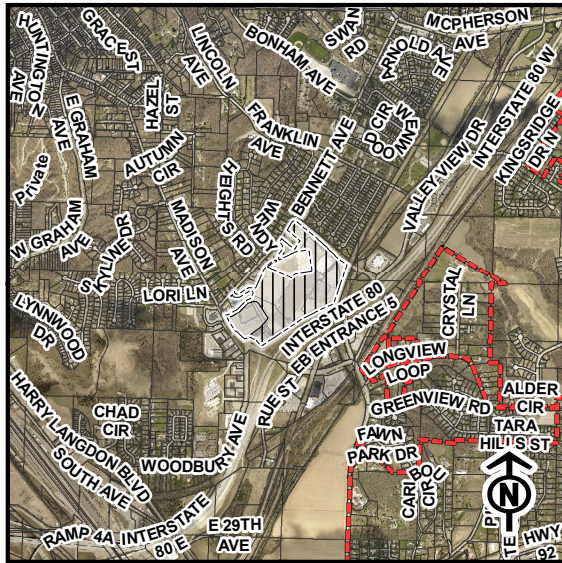 MCPHERSON
AVE
SWAN
RD
ARNOLD AVE
BONHAM AVE
LINCOLN
AVE
GRACE ST
HUNTINGTON
AVE
HAZEL
ST
E GRAHAM
AVE
FRANKLIN
AVE
MEADOW
CIR
INTERSTATE 80 W
KINGSRIDGE
DR N
VALLEY VIEW DR
BENNETT AVE
AUTUMN
CIR
Private
HEIGHTS RD
WENDY
MADISON
AVE
W GRAHAM
AVE
SKYLINE DR
LORI LN
LYNNWOOD
DR
INTERSTATE 80
EB ENTRANCE 5
CRYSTAL
LN
LONGVIEW
LOOP
RUE ST
GREENVIEW RD
ALDER
CIR
TARA
HILLS ST
CHAD
CIR
HARRY LANGDON BLVD
SOUTH AVE
WOODBURY AVE
FAWN
PARK DR
CARIBOU
CIR
N
RAMP 4A
INTERSTATE
80 E
E 29TH
AVE
HWY
92